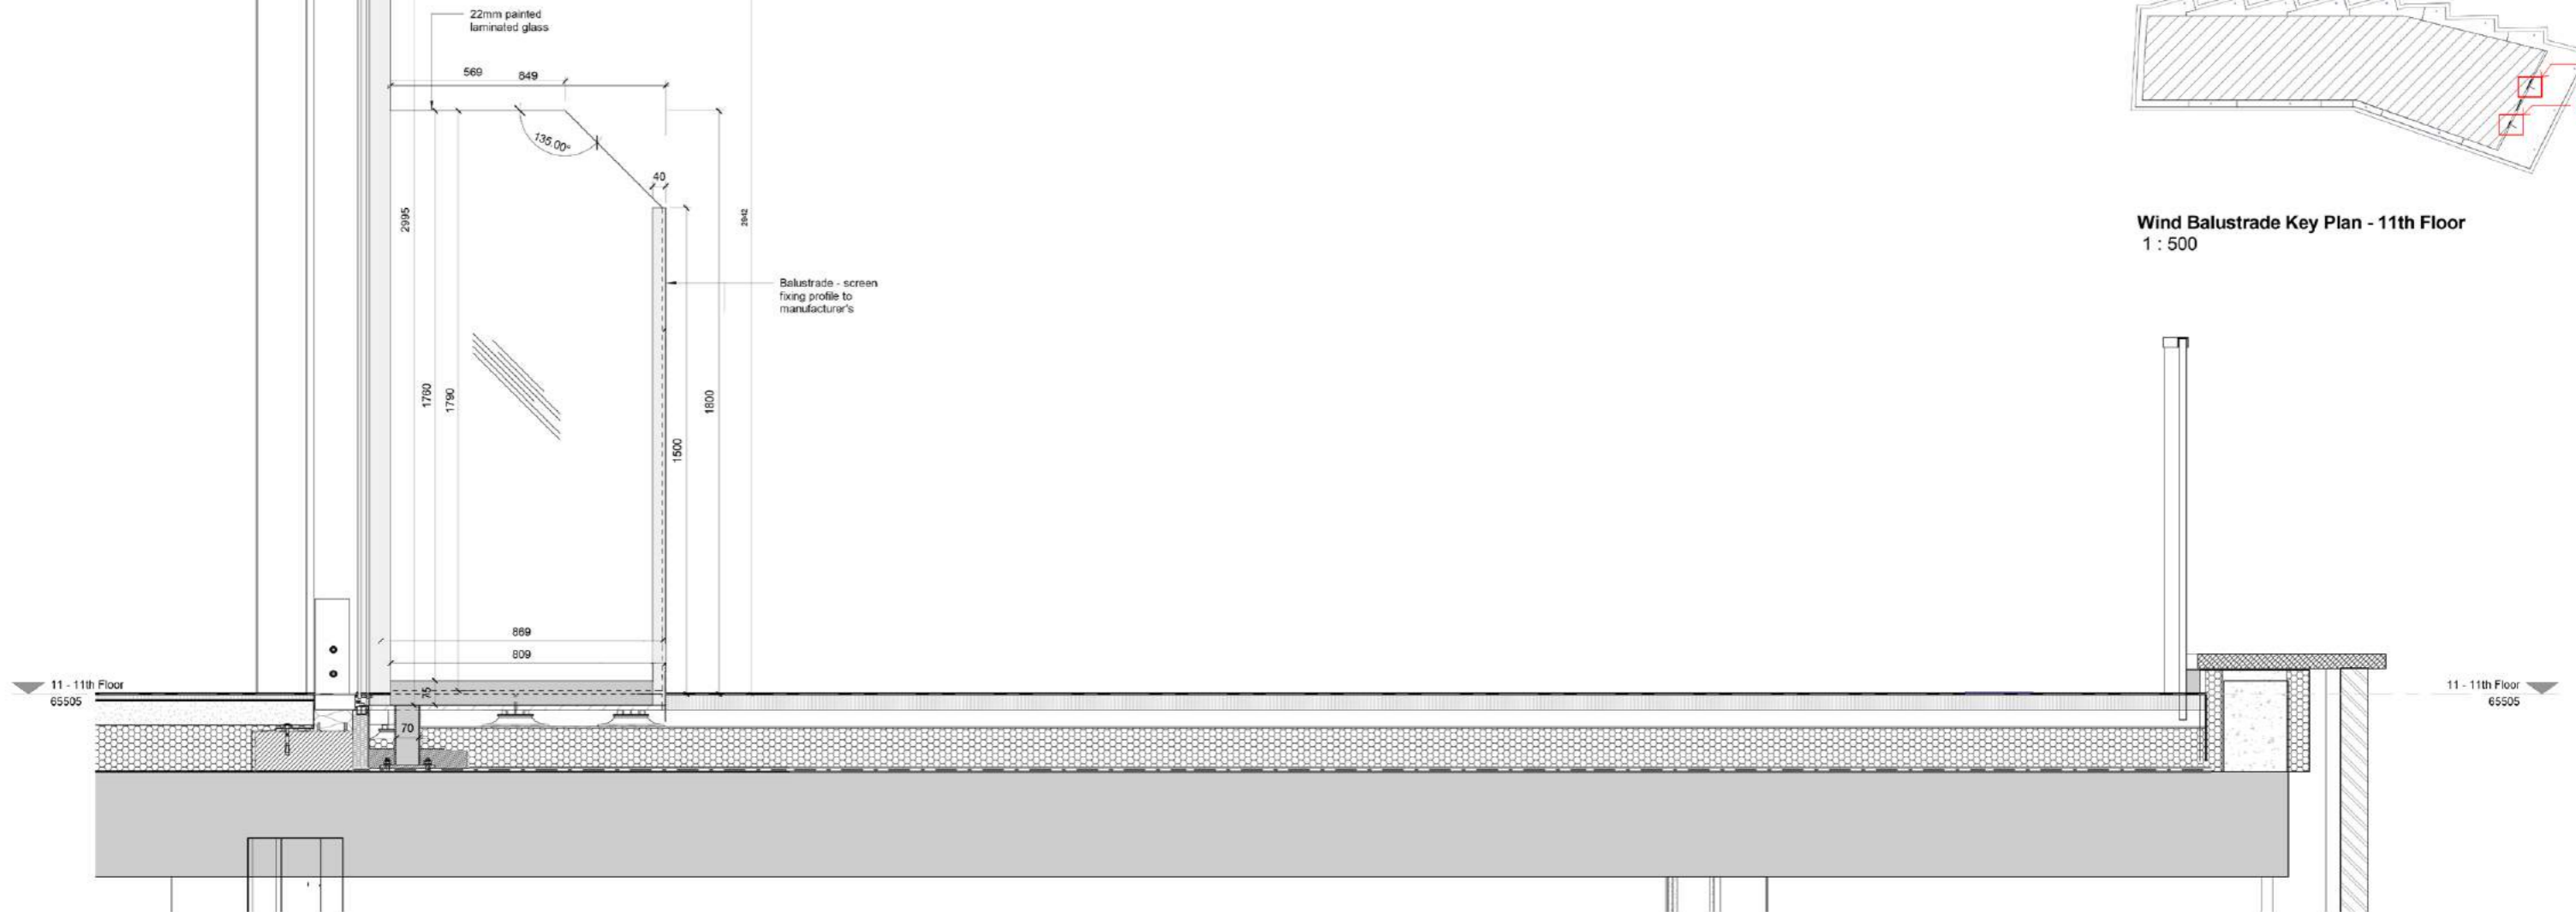 22mm painted
laminated glass
569
849
135.00°
40
2995
2942
Balustrade - screen
fixing profile to
manufacturer's
1760
1790
1800
1500
869
809
75
70
11 - 11th Floor
65505
Wind Balustrade Key Plan - 11th Floor
1 : 500
11 - 11th Floor
65505